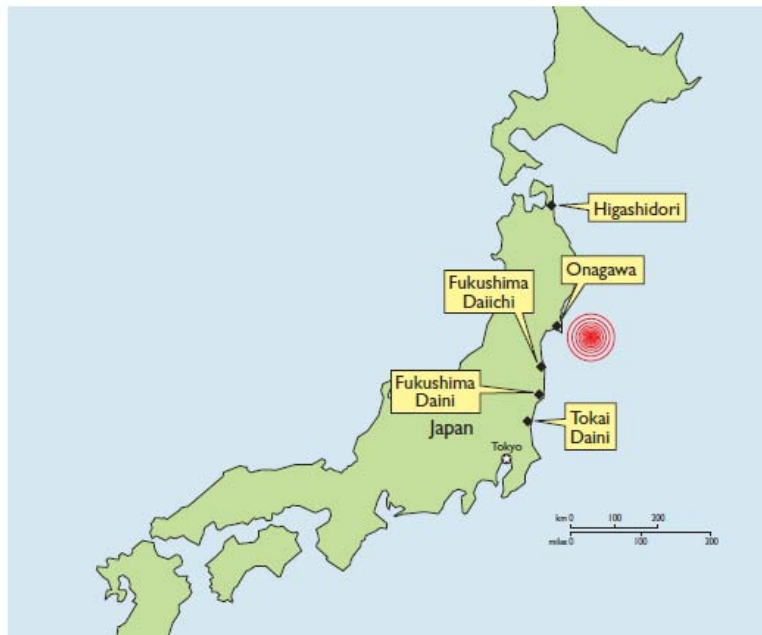 Higashidori
Onagawa
Fukushima
Daiichi
Fukushima
Daini
Tokai
Daini
Japan
Tokyo
km 0 100 200
miles 0 100 200